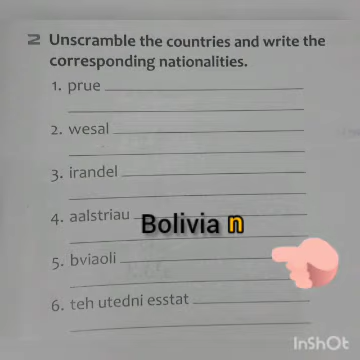 2 Unscramble the countries and write the
corresponding nationalities.
1. prue
2. wesal
3. irandel
4. aalstriau
Bolivia n
5. bviaoli
6. teh utedni esstat
InShOt